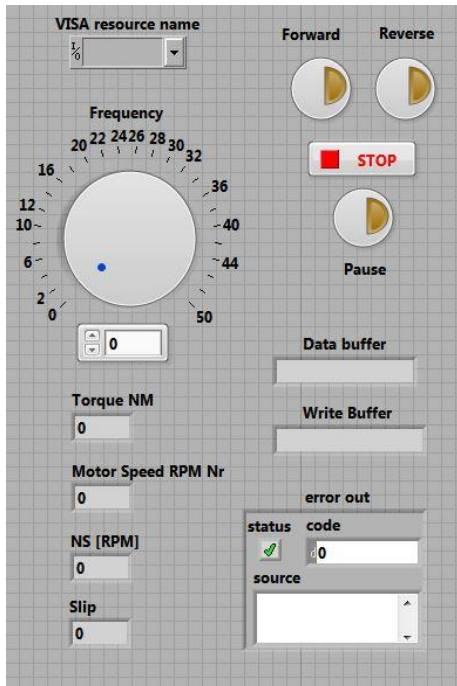 VISA resource name
I/O
Forward
Reverse
STOP
Pause
Frequency
0
2
6
10
12
16
20
22
24
26
28
30
32
36
40
44
50
0
Torque NM
0
Motor Speed RPM Nr
0
NS [RPM]
0
Slip
0
Data buffer
Write Buffer
error out
status
code
d0
source